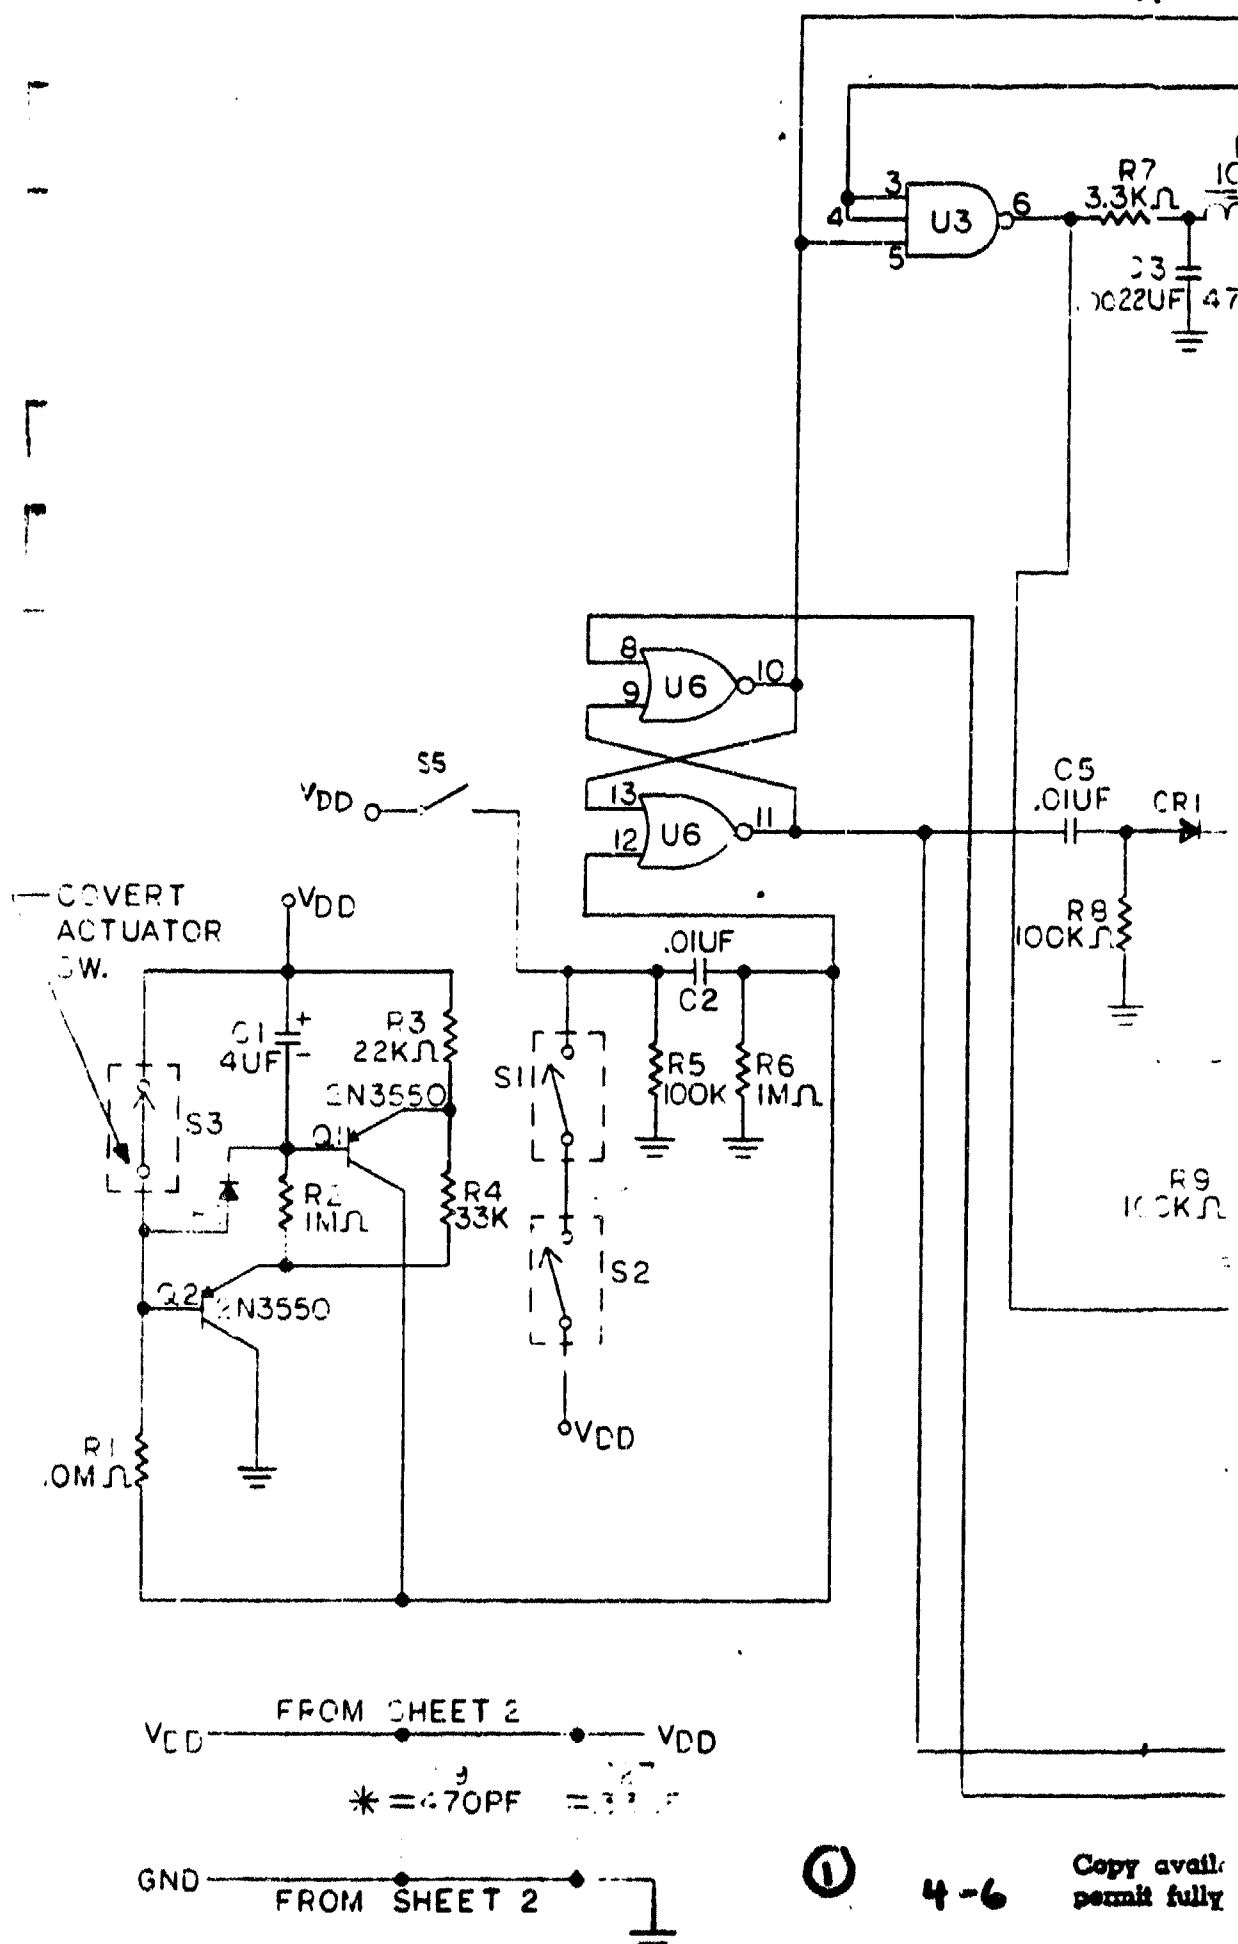 R7
3.3KΩ
3
4
5
U3
6
.0022UF
47
8
9
U6
10
S5
VDD
13
12
U6
11
C5
.01UF
CR1
COVERT
ACTUATOR
VDD
R8
100KΩ
.01UF
C2
C1
+
4UF
-
R3
22KΩ
2N3550
S3
Q1
S1
R5
100K
R6
1MΩ
R2
1MΩ
R4
33K
R9
100KΩ
Q2
2N3550
S2
VDD
R1
.0MΩ
FROM SHEET 2
VDD
VDD
* = 470PF =
GND
FROM SHEET 2
1
4-6
Copy avail
permit fully